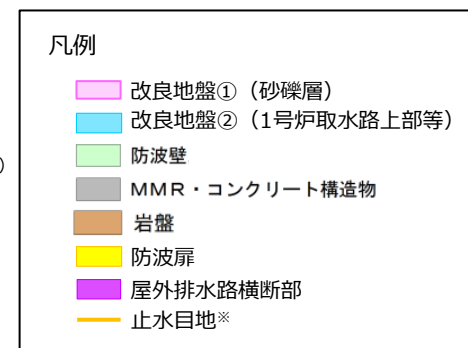 凡例
改良地盤①（砂礫層）
改良地盤②（1号炉取水路上部等）
防波壁
ＭＭＲ・コンクリート構造物
岩盤
防波扉
屋外排水路横断部
止水目地※